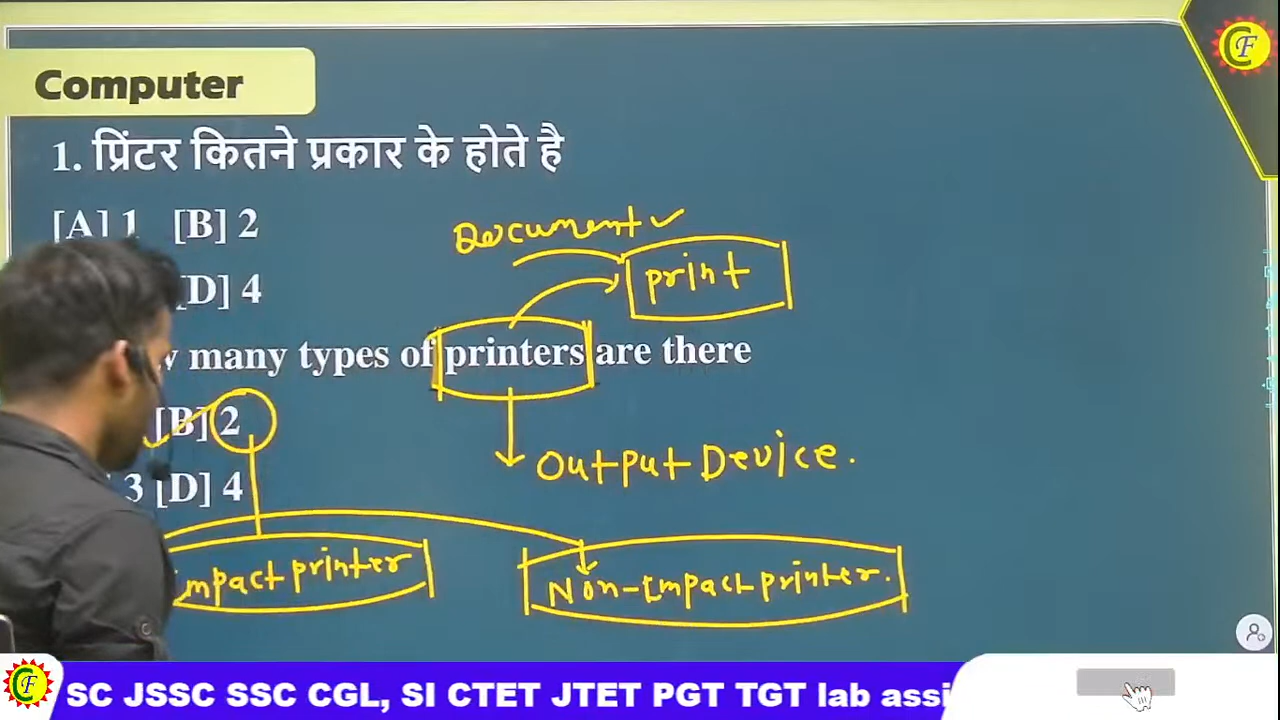 Computer
1. प्रिंटर कितने प्रकार के होते है
[A] 1 [B] 2
[D] 4
Document ✓
print
many types of printers are there
[B] 2
3 [D] 4
Output Device.
mpact printer
Non-Impact printer.
SC JSSC SSC CGL, SI CTET JTET PGT TGT lab assi